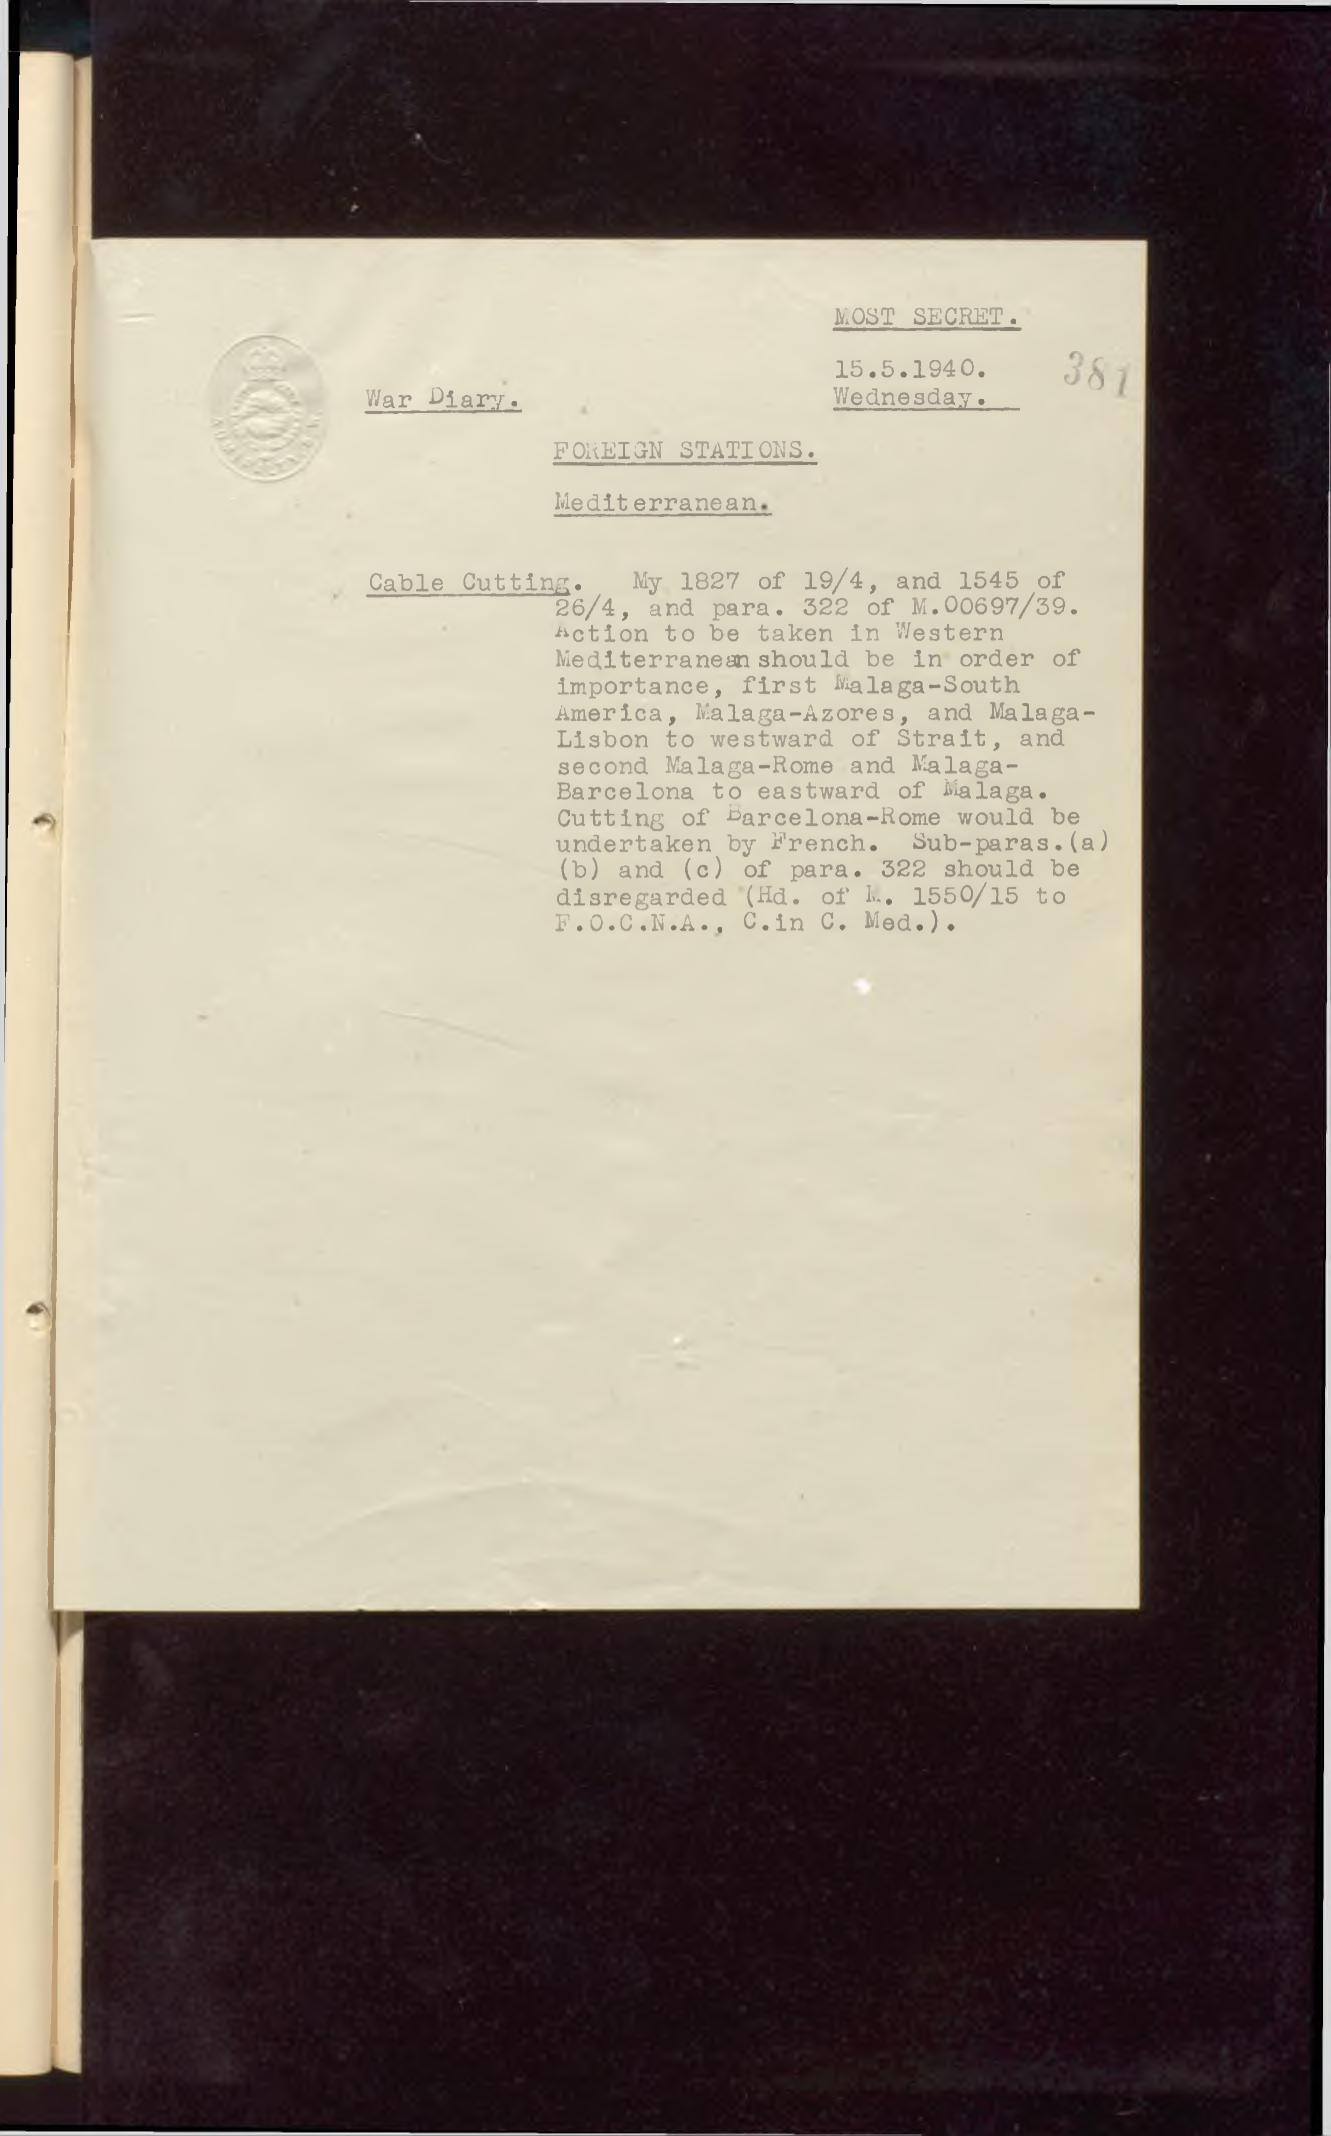 MOST SECRET.
15.5.1940.
381
Wednesday.
War Diary.
FOREIGN STATIONS.
Mediterranean.
Cable Cutting. My 1827 of 19/4, and 1545 of
26/4, and para. 322 of M.00697/39.
Action to be taken in Western
Mediterranean should be in order of
importance, first Malaga-South
America, Malaga-Azores, and Malaga-
Lisbon to westward of Strait, and
second Malaga-Rome and Malaga-
Barcelona to eastward of Malaga.
Cutting of Barcelona-Rome would be
undertaken by French. Sub-paras.(a)
(b) and (c) of para. 322 should be
disregarded (Hd. of M. 1550/15 to
F.O.C.N.A., C.in C. Med.).